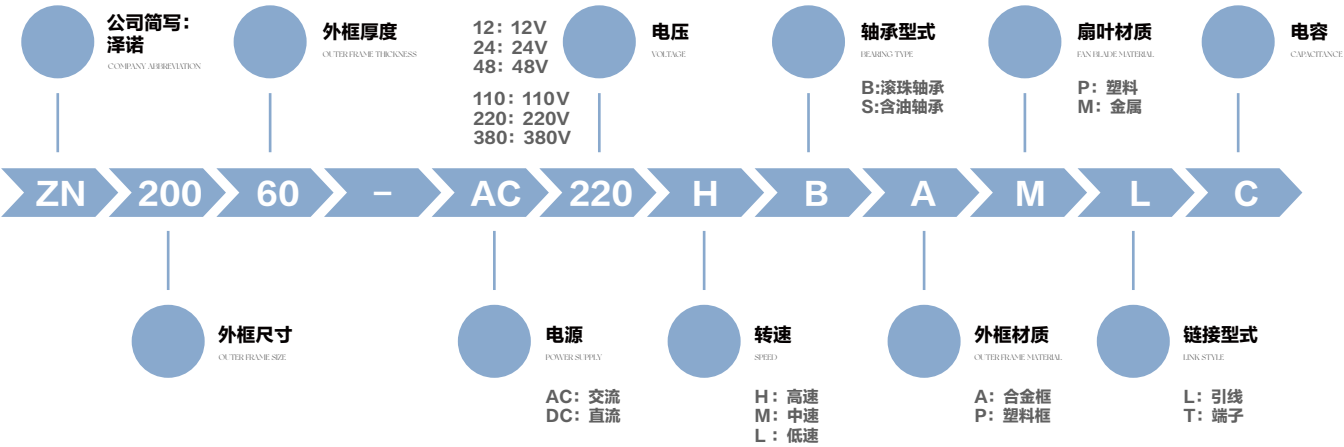 公司简写：
泽诺
COMPANY ABBREVIATION
外框厚度
OUTER FRAME THICKNESS
12：12V
24：24V
48：48V
110：110V
220：220V
380：380V
电压
VOLTAGE
轴承型式
BEARING TYPE
B:滚珠轴承
S:含油轴承
扇叶材质
FAN BLADE MATERIAL
P：塑料
M：金属
电容
CAPACITANCE
ZN 200 60 – AC 220 H B A M L C
外框尺寸
OUTER FRAME SIZE
电源
POWER SUPPLY
AC：交流
DC：直流
转速
SPEED
H：高速
M：中速
L：低速
外框材质
OUTER FRAME MATERIAL
A：合金框
P：塑料框
链接型式
LINK STYLE
L：引线
T：端子